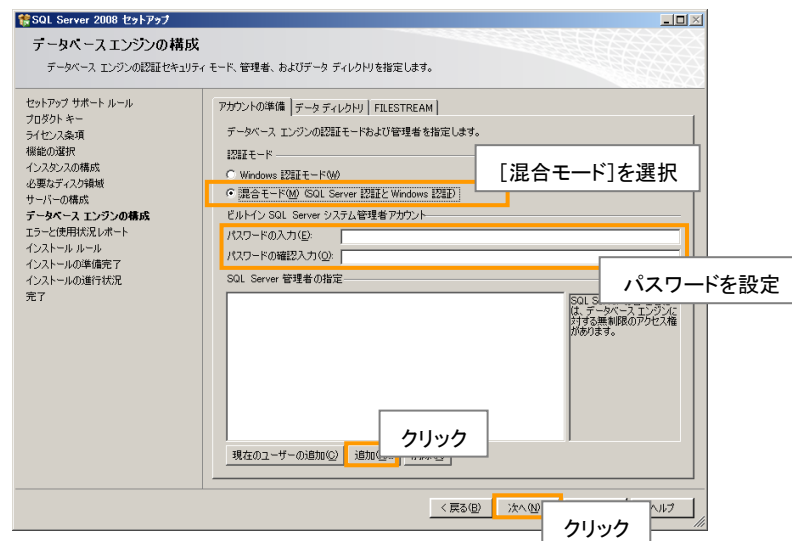 SQL Server 2008 セットアップ
データベース エンジンの構成
データベース エンジンの認証セキュリティ モード、管理者、およびデータ ディレクトリを指定します。
セットアップ サポート ルール
プロダクト キー
ライセンス条項
機能の選択
インスタンスの構成
必要なディスク領域
サーバーの構成
データベース エンジンの構成
エラーと使用状況レポート
インストール ルール
インストールの準備完了
インストールの進行状況
完了
アカウントの準備 データ ディレクトリ FILESTREAM
データベース エンジンの認証モードおよび管理者を指定します。
認証モード
Windows 認証モード(W)
[混合モード]を選択
混合モード(M) (SQL Server 認証と Windows 認証)
ビルトイン SQL Server システム管理者アカウント
パスワードの入力(E):
パスワードの確認入力(O):
パスワードを設定
SQL Server 管理者の指定
SQL S
は、データベース エンジンに
対する無制限のアクセス権
があります。
クリック
現在のユーザーの追加(C) 追加
< 戻る(B) 次へ(N) ヘルプ
クリック